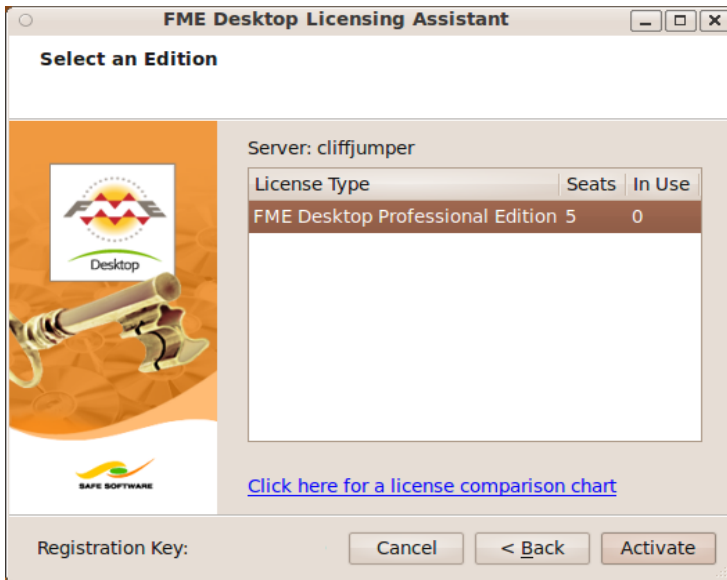 FME Desktop Licensing Assistant
Select an Edition
Server: cliffjumper
License Type Seats In Use
FME Desktop Professional Edition 5 0
FME
Desktop
SAFE SOFTWARE
Click here for a license comparison chart
Registration Key:
Cancel < Back Activate